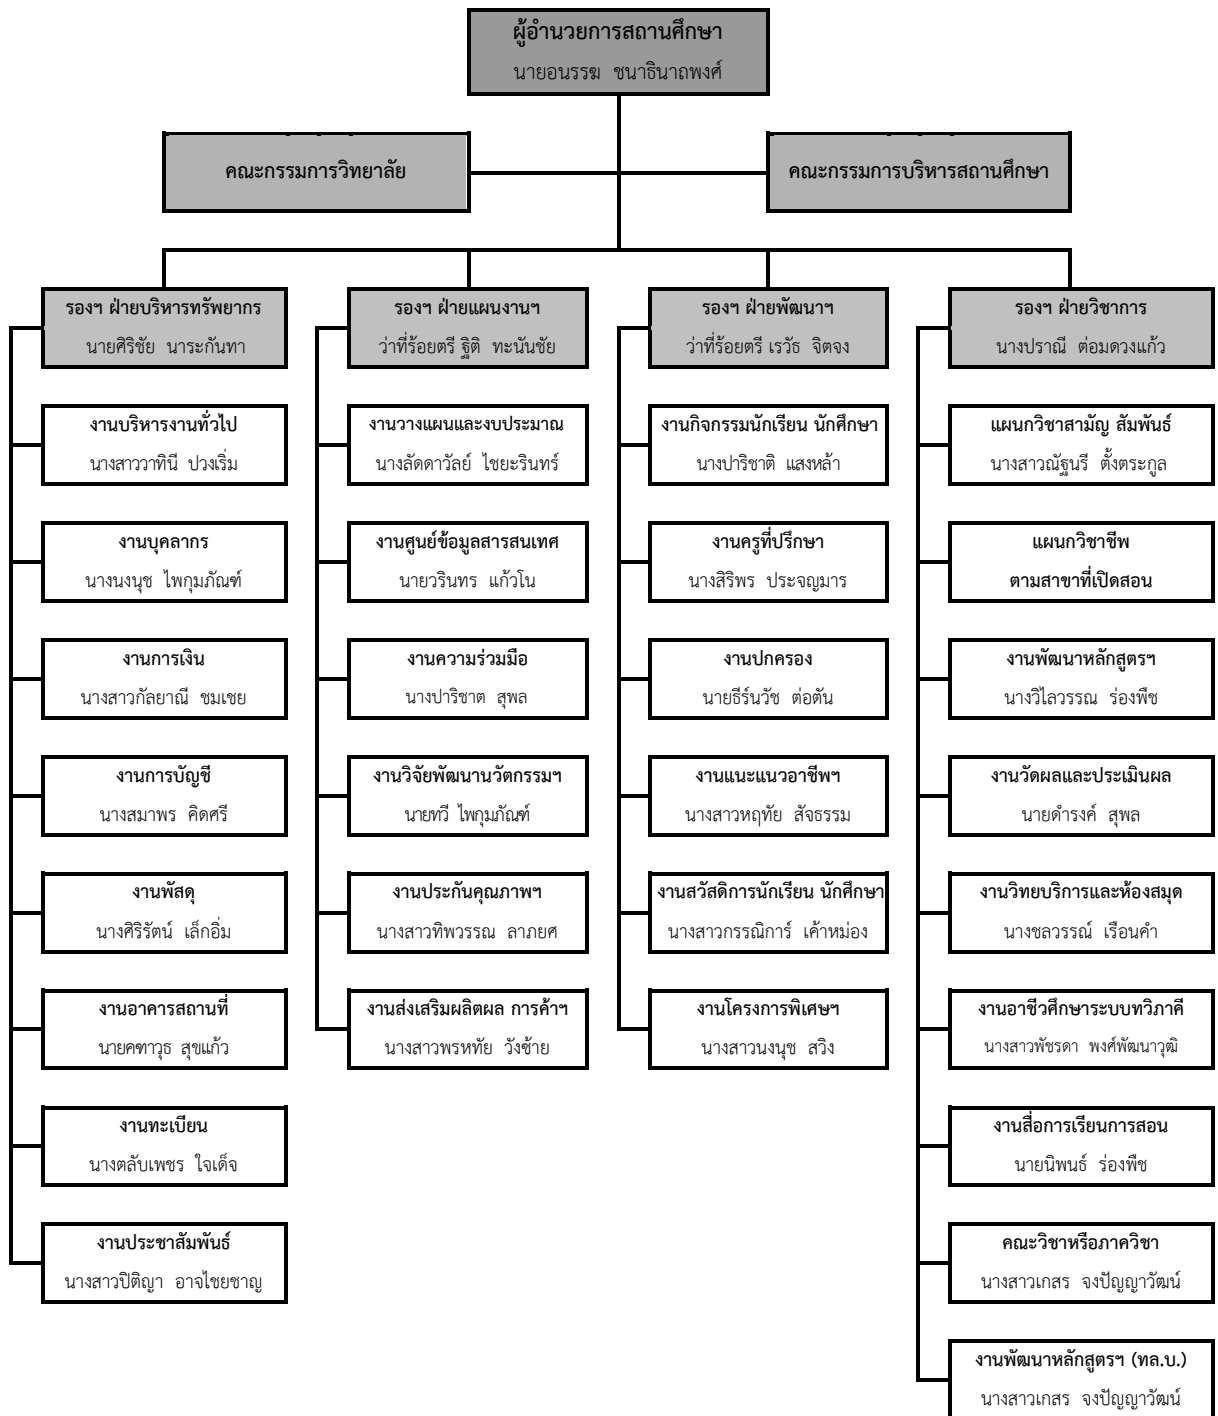 ผู้อำนวยการสถานศึกษา
นายอนรรฆ ชนาธินาถพงศ์
คณะกรรมการวิทยาลัย
คณะกรรมการบริหารสถานศึกษา
รองฯ ฝ่ายบริหารทรัพยากร
นายศิริชัย นาระกันทา
งานบริหารงานทั่วไป
นางสาววาทินี ปวงเริ่ม
งานบุคลากร
นางนงนุช ไพกุมภัณฑ์
งานการเงิน
นางสาวกัลยาณี ชมเชย
งานการบัญชี
นางสมาพร คิดศรี
งานพัสดุ
นางศิริรัตน์ เล็กอิ่ม
งานอาคารสถานที่
นายคฑาวุธ สุขแก้ว
งานทะเบียน
นางตลับเพชร ใจเด็จ
งานประชาสัมพันธ์
นางสาวปิติญา อาจไชยชาญ
รองฯ ฝ่ายแผนงานฯ
ว่าที่ร้อยตรี ฐิติ ทะนันชัย
งานวางแผนและงบประมาณ
นางลัดดาวัลย์ ไชยะรินทร์
งานศูนย์ข้อมูลสารสนเทศ
นายวรินทร แก้วโน
งานความร่วมมือ
นางปาริชาต สุพล
งานวิจัยพัฒนานวัตกรรมฯ
นายทวี ไพกุมภัณฑ์
งานประกันคุณภาพฯ
นางสาวทิพวรรณ ลาภยศ
งานส่งเสริมผลิตผล การค้าฯ
นางสาวพรหทัย วังซ้าย
รองฯ ฝ่ายพัฒนาฯ
ว่าที่ร้อยตรี เรวัธ จิตจง
งานกิจกรรมนักเรียน นักศึกษา
นางปาริชาติ แสงหล้า
งานครูที่ปรึกษา
นางสิริพร ประจญมาร
งานปกครอง
นายธีร์นวัช ต่อตัน
งานแนะแนวอาชีพฯ
นางสาวหฤทัย สัจธรรม
งานสวัสดิการนักเรียน นักศึกษา
นางสาวกรรณิการ์ เค้าหม่อง
งานโครงการพิเศษฯ
นางสาวนงนุช สวิง
รองฯ ฝ่ายวิชาการ
นางปราณี ต่อมดวงแก้ว
แผนกวิชาสามัญ สัมพันธ์
นางสาวณัฐนรี ตั้งตระกูล
แผนกวิชาชีพ
ตามสาขาที่เปิดสอน
งานพัฒนาหลักสูตรฯ
นางวิไลวรรณ ร่องพืช
งานวัดผลและประเมินผล
นายดำรงค์ สุพล
งานวิทยบริการและห้องสมุด
นางชลวรรณ์ เรือนคำ
งานอาชีวศึกษาระบบทวิภาคี
นางสาวพัชรดา พงศ์พัฒนาวุฒิ
งานสื่อการเรียนการสอน
นายนิพนธ์ ร่องพืช
คณะวิชาหรือภาควิชา
นางสาวเกสร จงปัญญาวัฒน์
งานพัฒนาหลักสูตรฯ (ทล.บ.)
นางสาวเกสร จงปัญญาวัฒน์